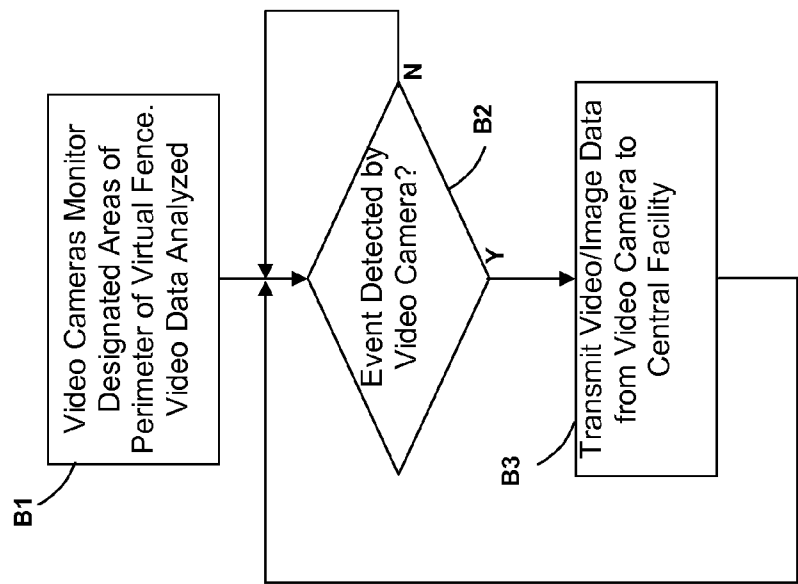 B1
Video Cameras Monitor
Designated Areas of
Perimeter of Virtual Fence.
Video Data Analyzed
Event Detected by
Video Camera?
N
B2
Y
B3
Transmit Video/Image Data
from Video Camera to
Central Facility